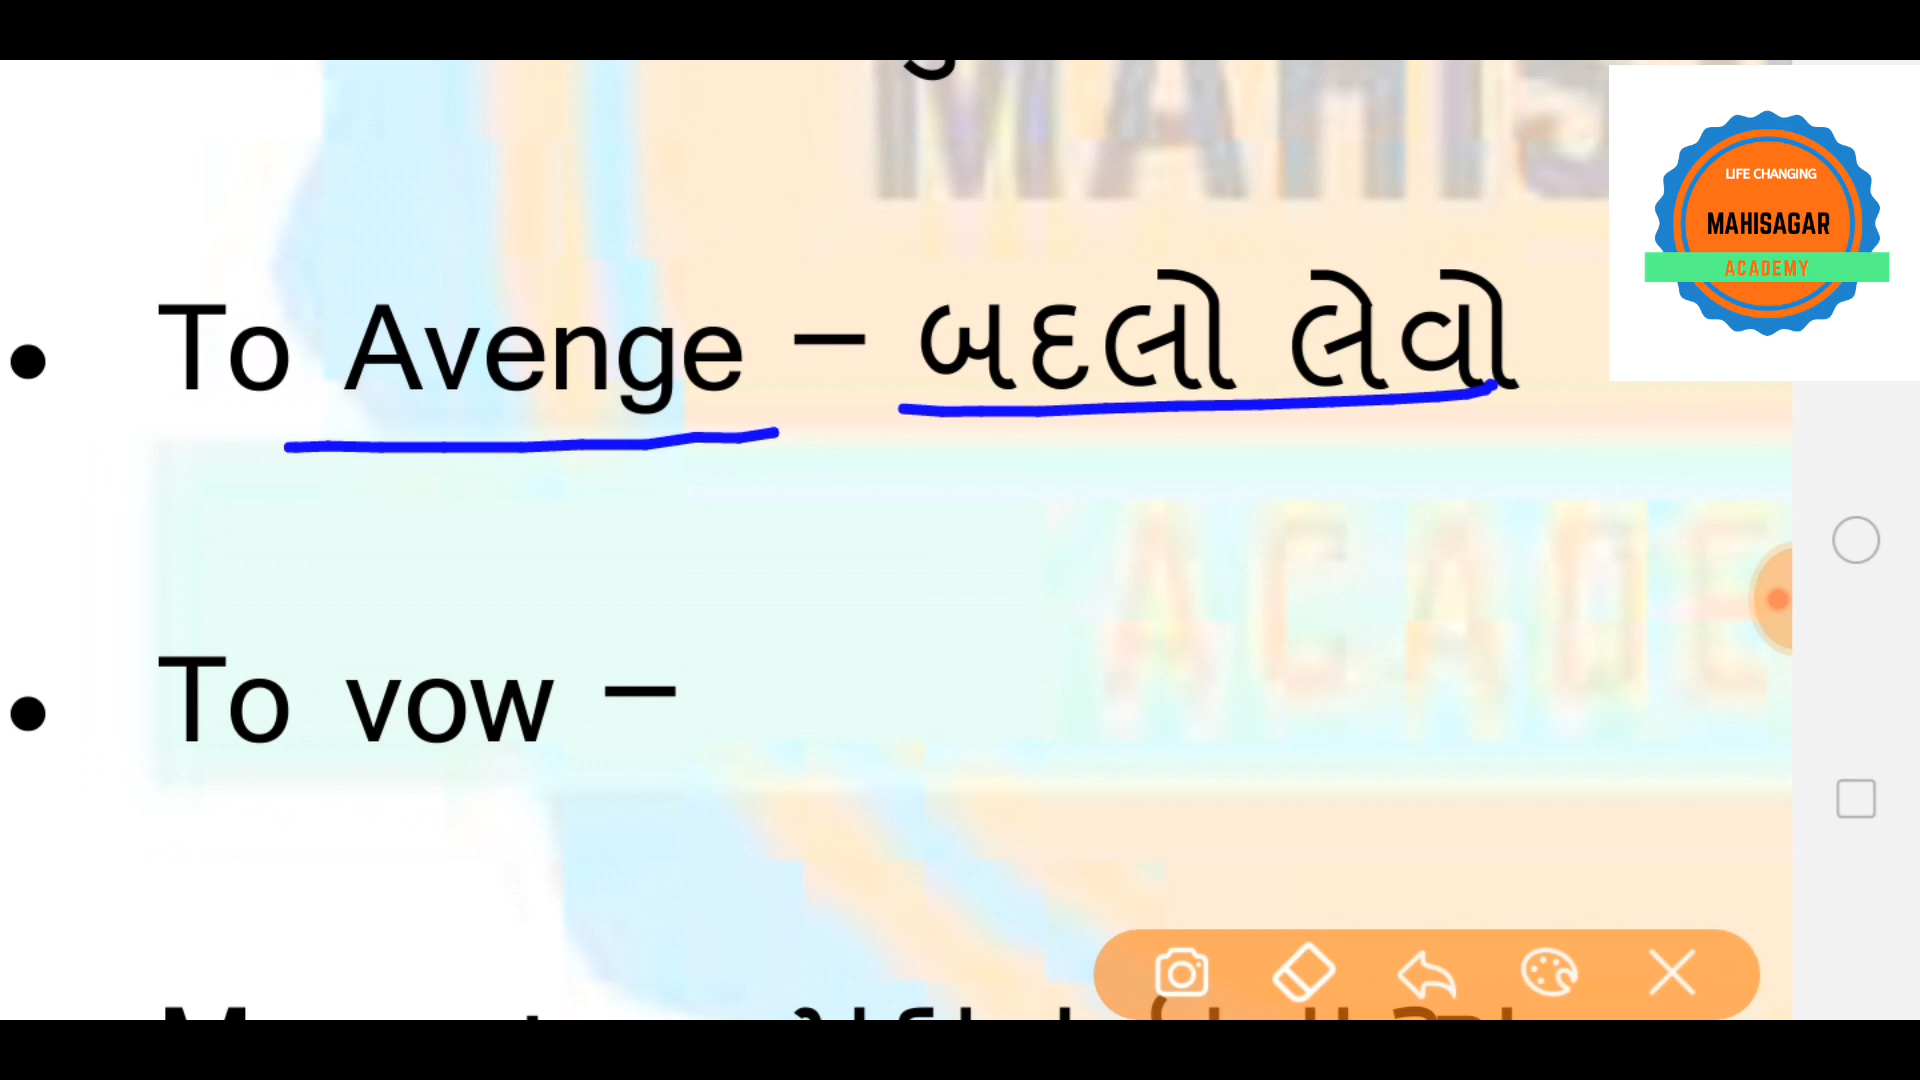 LIFE CHANGING
MAHISAGAR
ACADEMY
• To Avenge – બદલો લેવો
• To vow –